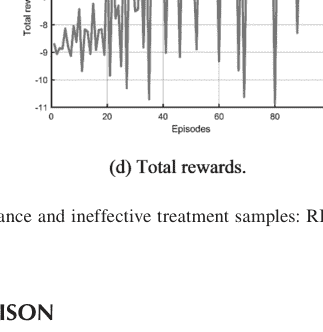 Total rew
-8
-9
-10
-11
0 20 40 60 80
Episodes
(d) Total rewards.
ance and ineffective treatment samples: RI
ISON